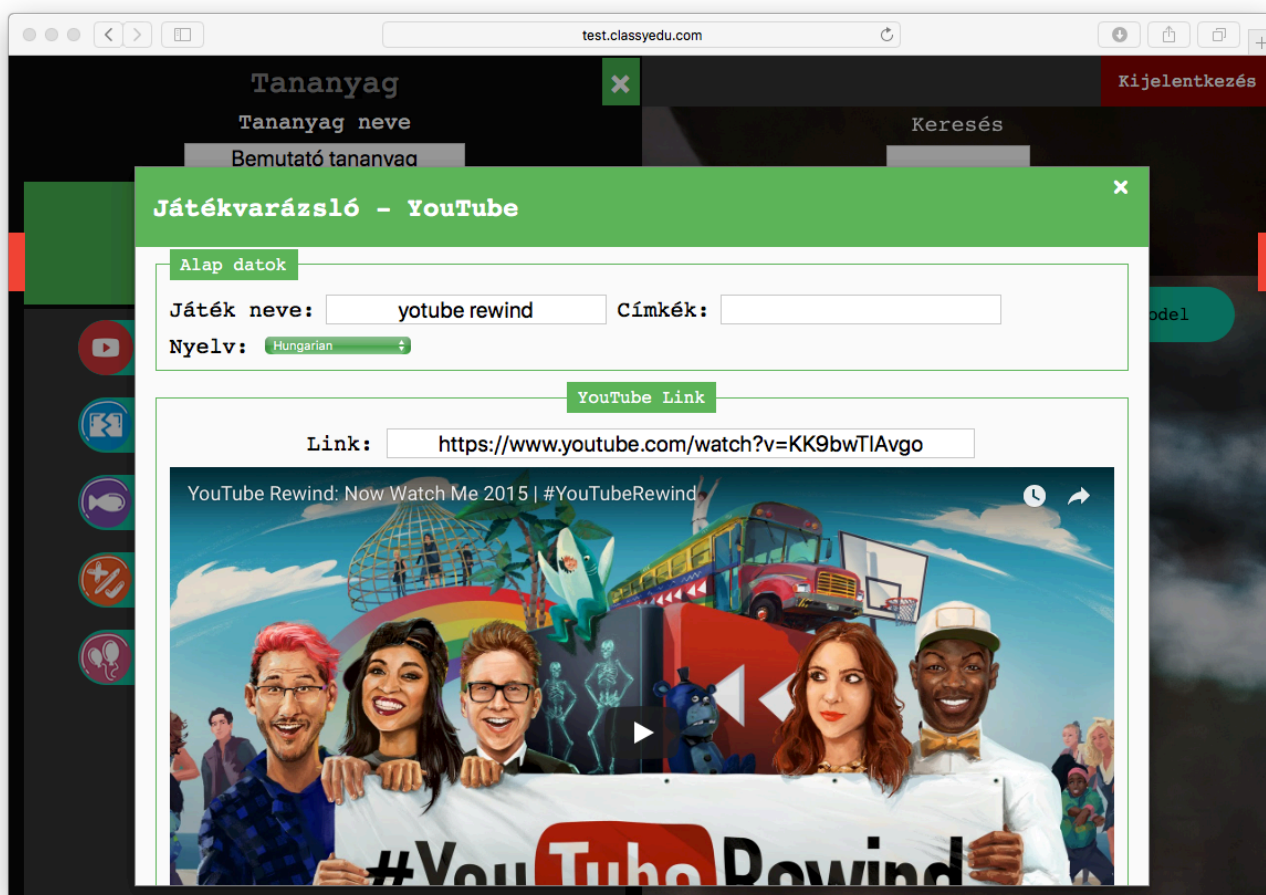 test.classyedu.com
Tananyag
Kijelentkezés
Tananyag neve
Keresés
Bemutató tananyag
Játékvarázsló - YouTube
Alap datok
Játék neve: yotube rewind Címkék:
Nyelv: Hungarian
odel
YouTube Link
Link: https://www.youtube.com/watch?v=KK9bwTlAvgo
YouTube Rewind: Now Watch Me 2015 | #YouTubeRewind
#YouTubeRewind